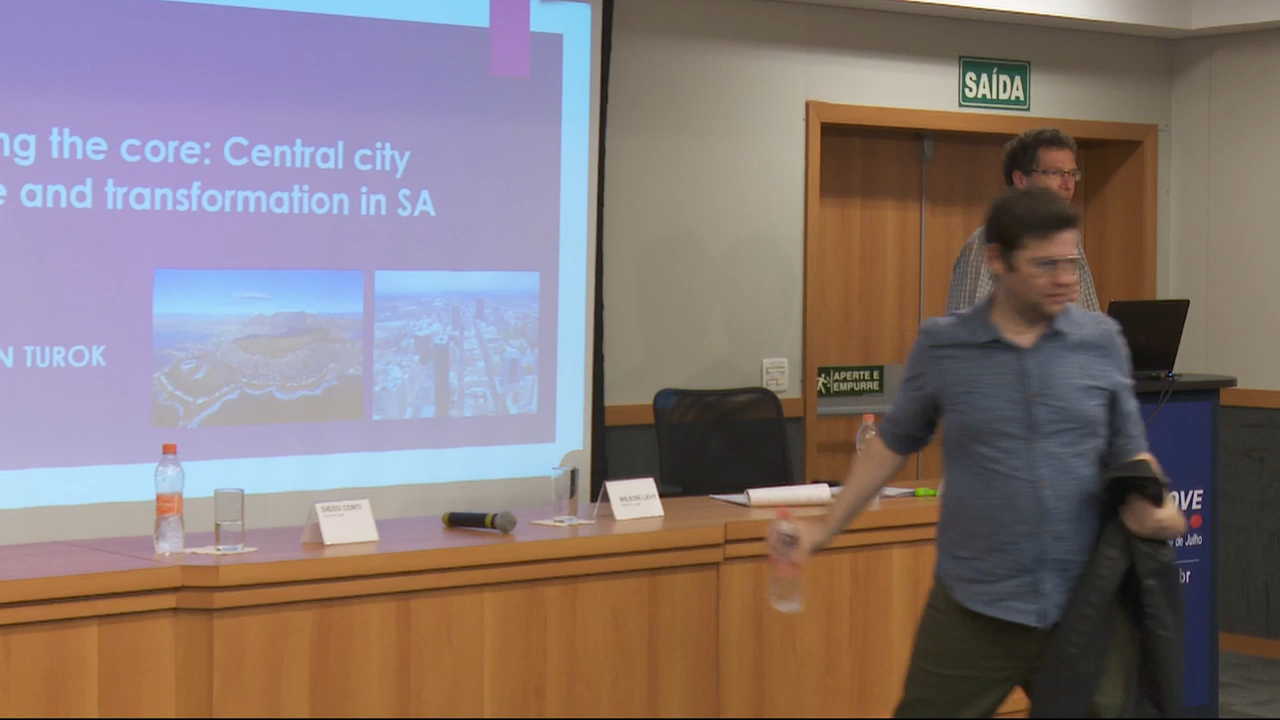 ng the core: Central city
e and transformation in SA
N TUROK
SAÍDA
APERTE E
EMPURRE
DIEGO CONTI
WILERM LEVY
OVE
de Julho
br